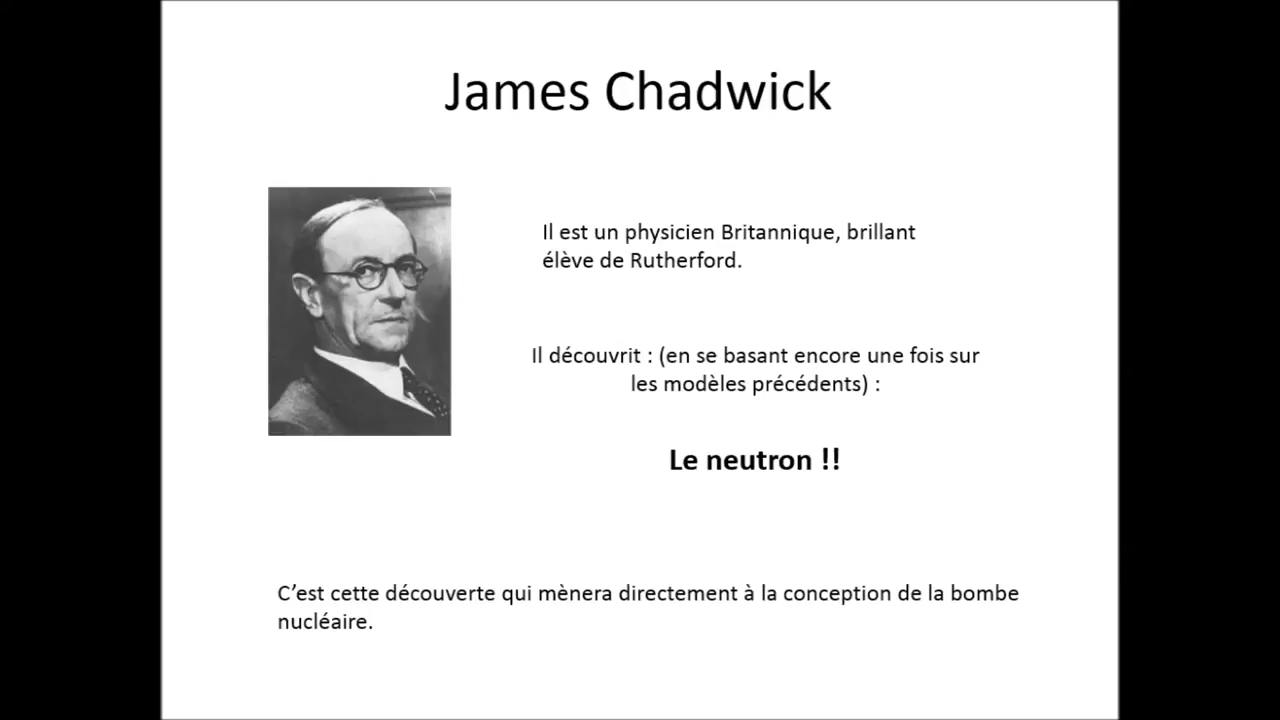 James Chadwick
Il est un physicien Britannique, brillant
élève de Rutherford.
Il découvrit : (en se basant encore une fois sur
les modèles précédents) :
Le neutron !!
C’est cette découverte qui mènera directement à la conception de la bombe
nucléaire.